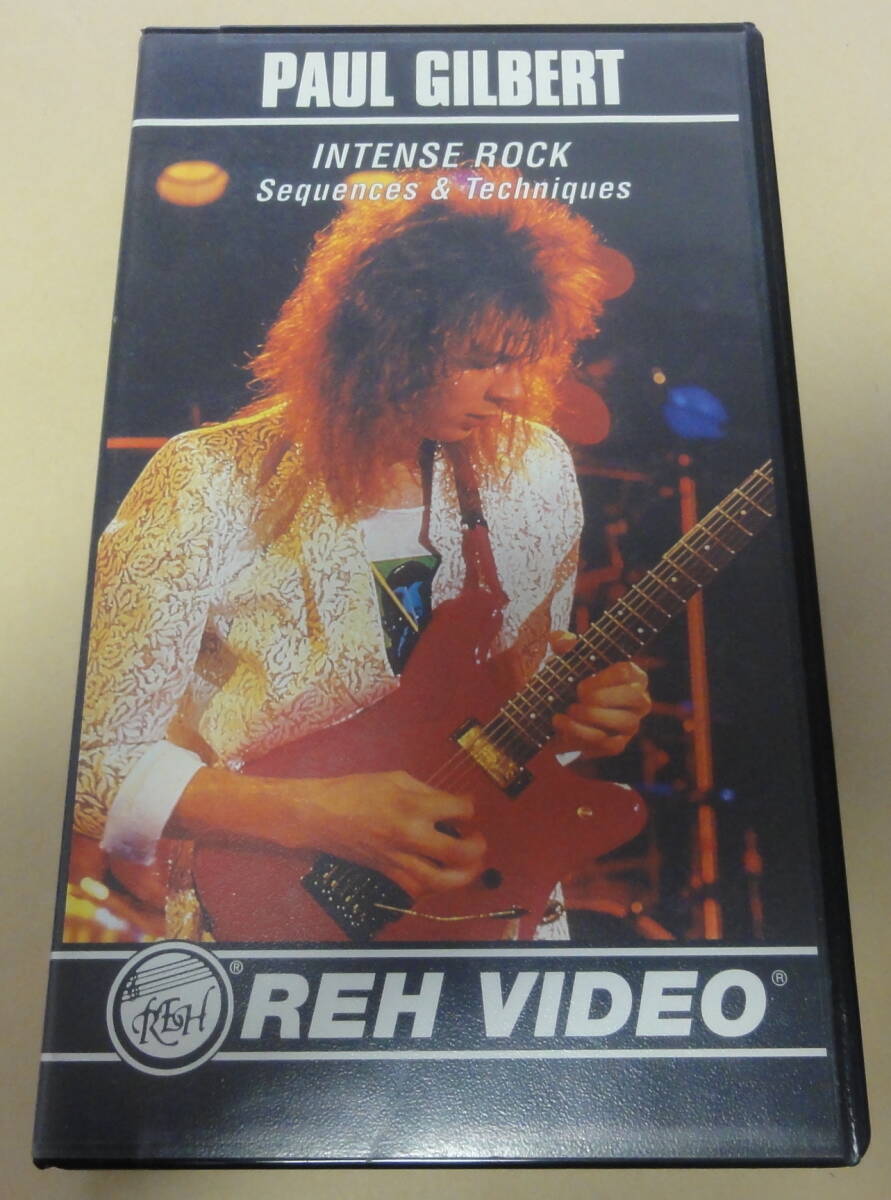 PAUL GILBERT
INTENSE ROCK
Sequences & Techniques
REH
® REH VIDEO®